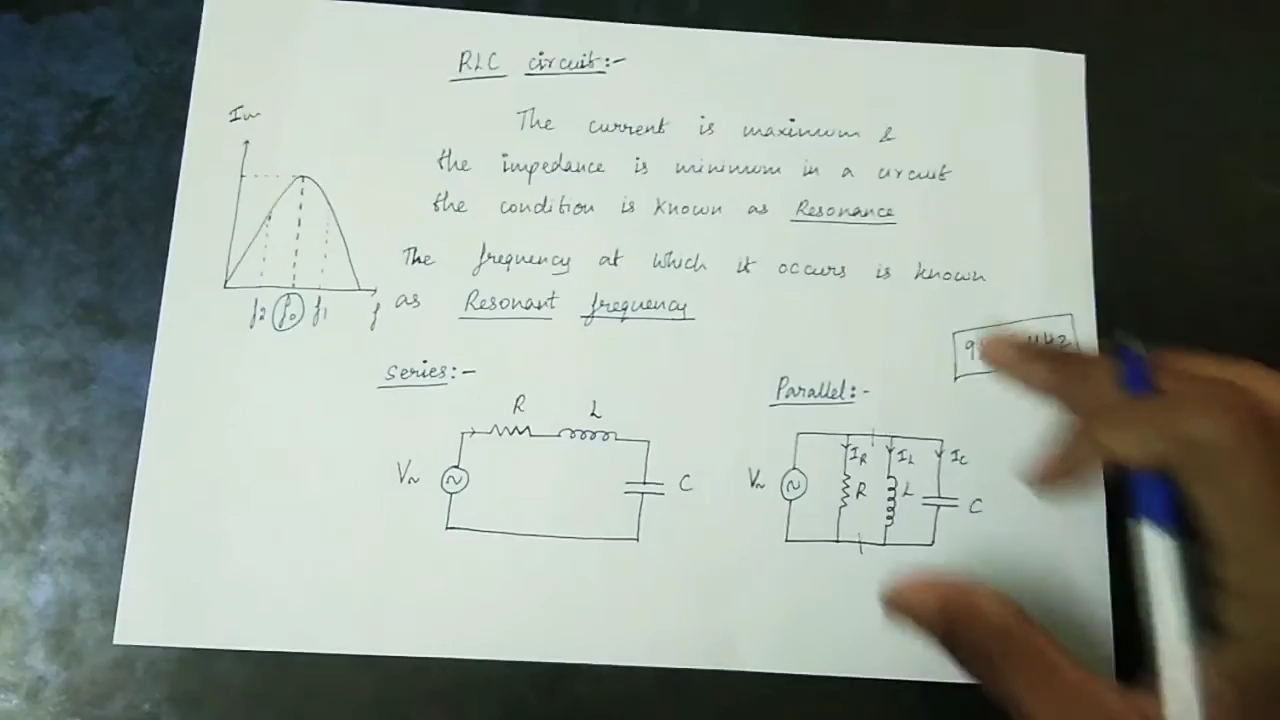 RLC circuit:-
Im
The current is maximum &
the impedance is minimum in a circuit
the condition is known as Resonance
The frequency at which it occurs is known
as Resonant frequency
f2 f0 f1 f
Series:-
R L
V~
C
Parallel:-
V~
IR IL IC
R L C